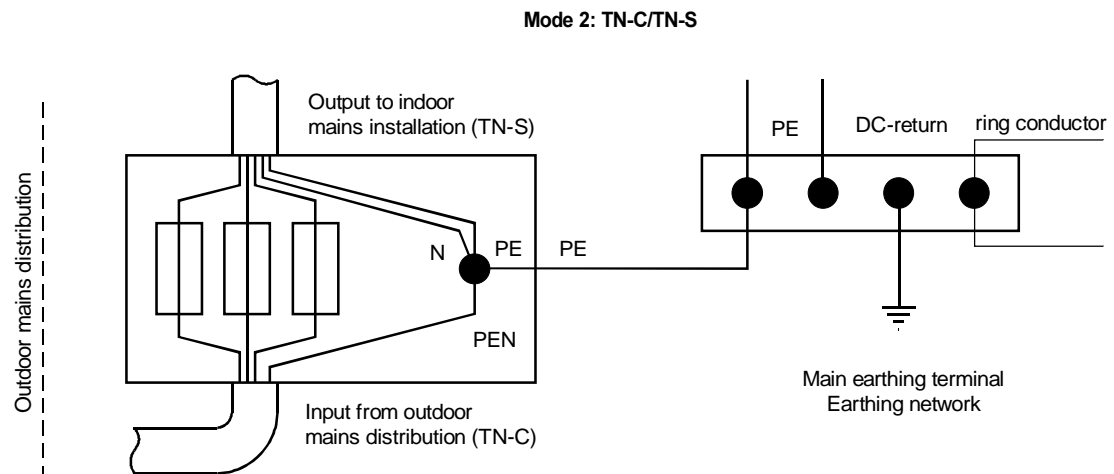 Mode 2: TN-C/TN-S
Outdoor mains distribution
Output to indoor
mains installation (TN-S)
N
PE
PE
PEN
Input from outdoor
mains distribution (TN-C)
PE
DC-return
ring conductor
Main earthing terminal
Earthing network